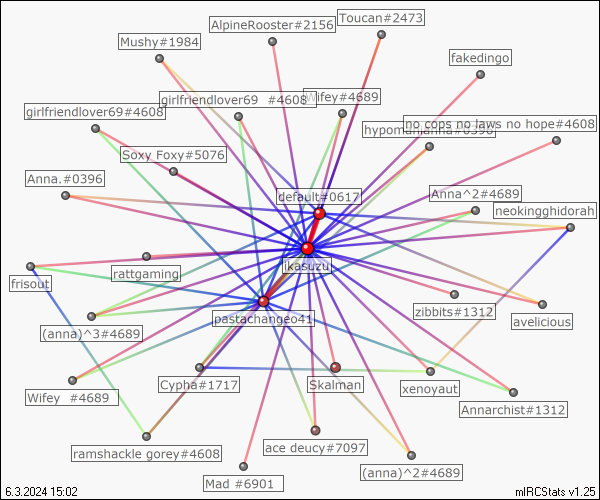 Toucan#2473
AlpineRooster#2156
Mushy#1984
fakedingo
girlfriendlover69 #4608
Wifey#4689
girlfriendlover69#4608
no cops no laws no hope#4608
Soxy Foxy#5076
Anna.#0396
default#0617
Anna^2#4689
neokingghidorah
ikasuzu
rattgaming
frisout
zibbits#1312
pastachangeo41
avelicious
(anna)^3#4689
Cypha#1717
Skalman
xenoyaut
Wifey #4689
Annarchist#1312
ace deucy#7097
ramshackle gorey#4608
(anna)^2#4689
Mad #6901
6.3.2024 15:02
mIRCStats v1.25